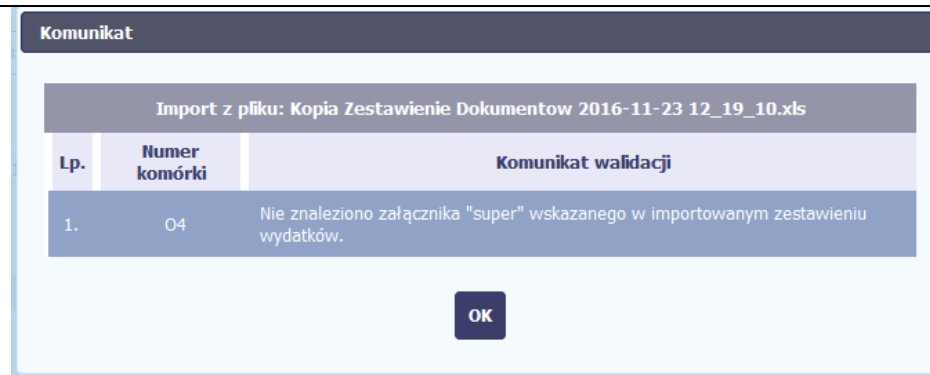 Komunikat
Import z pliku: Kopia Zestawienie Dokumentow 2016-11-23 12_19_10.xls
Lp. Numer komórki Komunikat walidacji
1. O4 Nie znaleziono załącznika "super" wskazanego w importowanym zestawieniu
wydatków.
OK